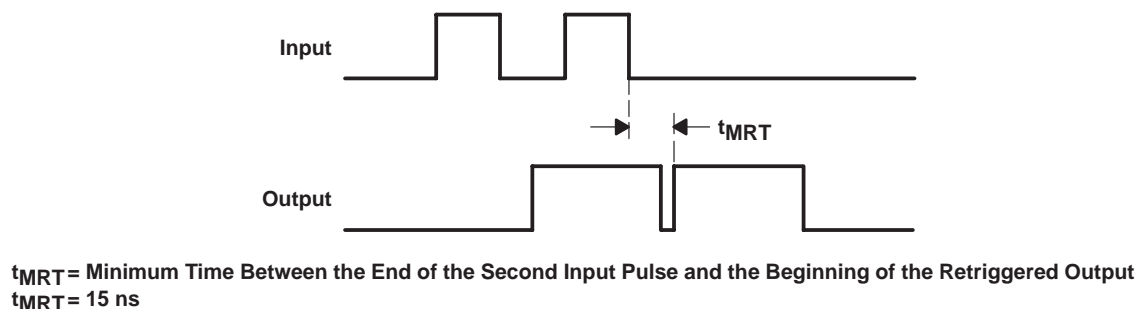 Input
tMRT
Output
tMRT = Minimum Time Between the End of the Second Input Pulse and the Beginning of the Retriggered Output
tMRT = 15 ns